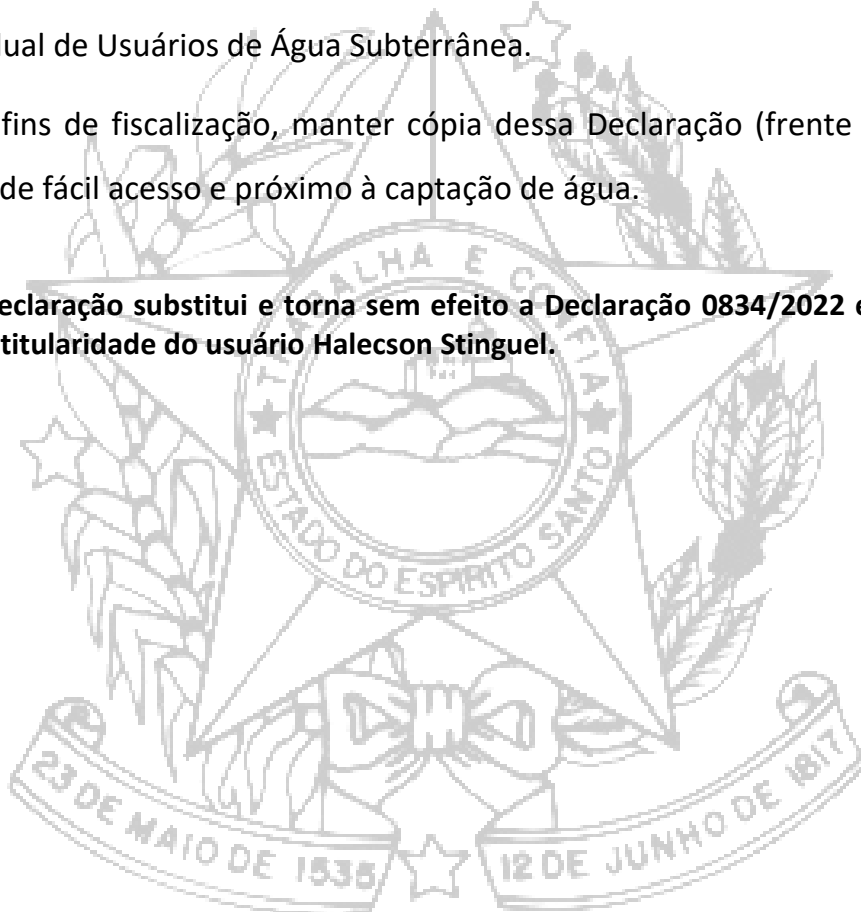 dual de Usuários de Água Subterrânea.
fins de fiscalização, manter cópia dessa Declaração (frente
de fácil acesso e próximo à captação de água.
eclaração substitui e torna sem efeito a Declaração 0834/2022 e
titularidade do usuário Halecson Stinguel.
TRABALHA E CONFIA
ESTADO DO ESPIRITO SANTO
23 DE MAIO DE 1535
12 DE JUNHO DE 1817